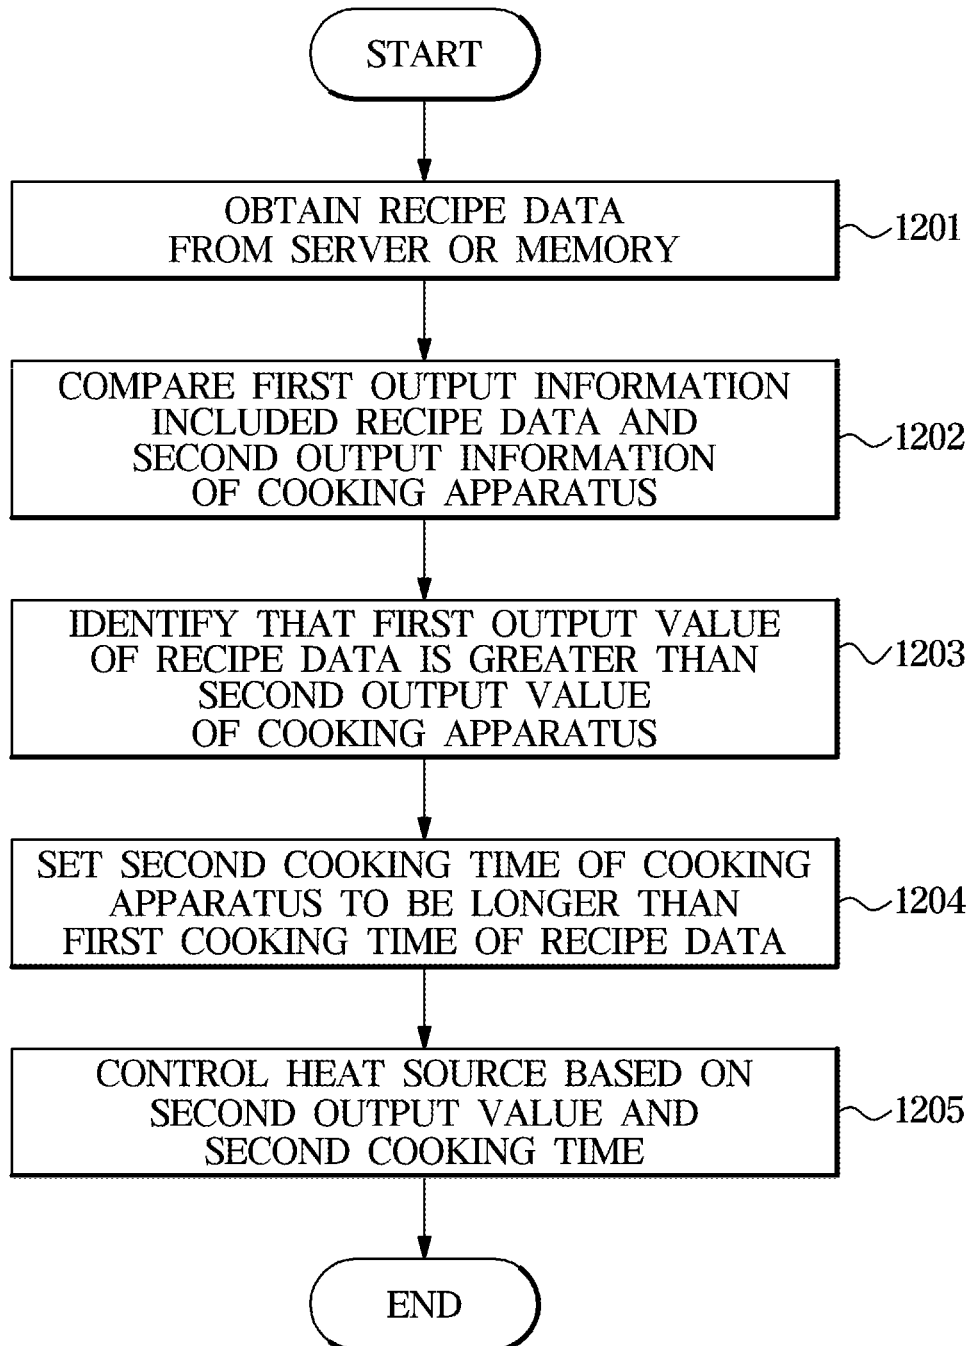 START
OBTAIN RECIPE DATA
FROM SERVER OR MEMORY
1201
COMPARE FIRST OUTPUT INFORMATION
INCLUDED RECIPE DATA AND
SECOND OUTPUT INFORMATION
OF COOKING APPARATUS
1202
IDENTIFY THAT FIRST OUTPUT VALUE
OF RECIPE DATA IS GREATER THAN
SECOND OUTPUT VALUE
OF COOKING APPARATUS
1203
SET SECOND COOKING TIME OF COOKING
APPARATUS TO BE LONGER THAN
FIRST COOKING TIME OF RECIPE DATA
1204
CONTROL HEAT SOURCE BASED ON
SECOND OUTPUT VALUE AND
SECOND COOKING TIME
1205
END